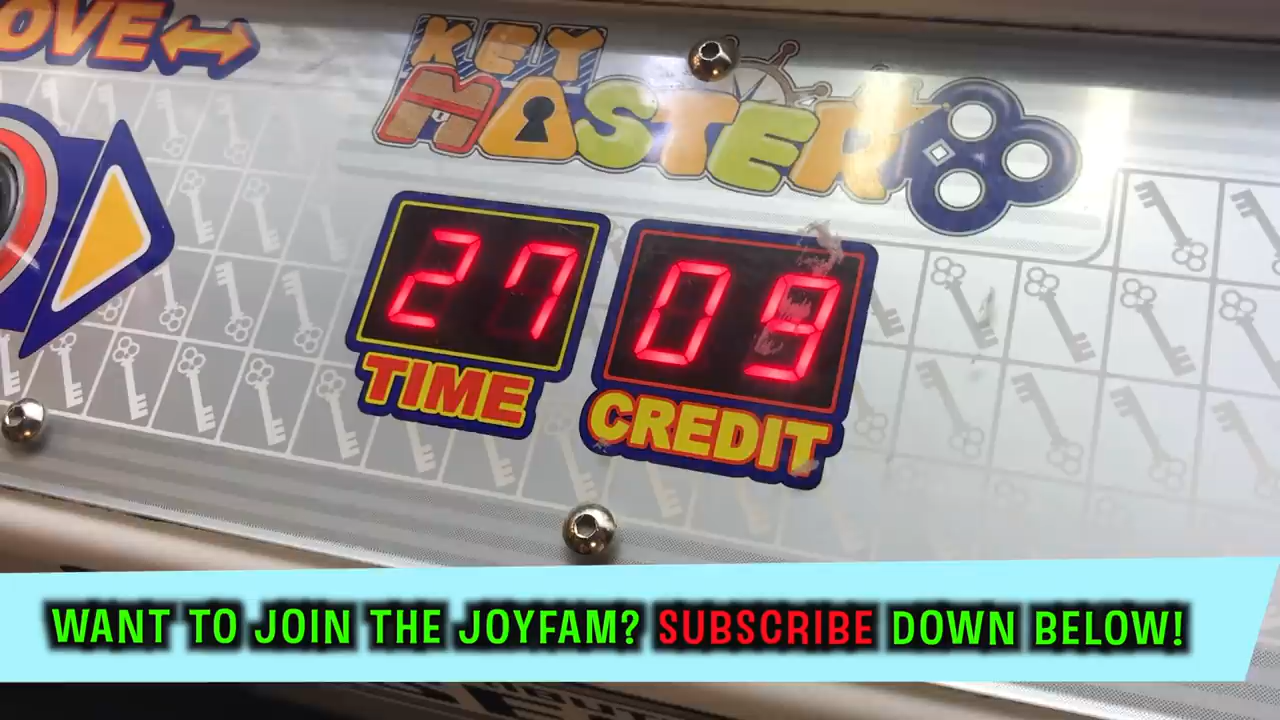 OVE
KEY
MASTER
27
09
TIME
CREDIT
WANT TO JOIN THE JOYFAM? SUBSCRIBE DOWN BELOW!